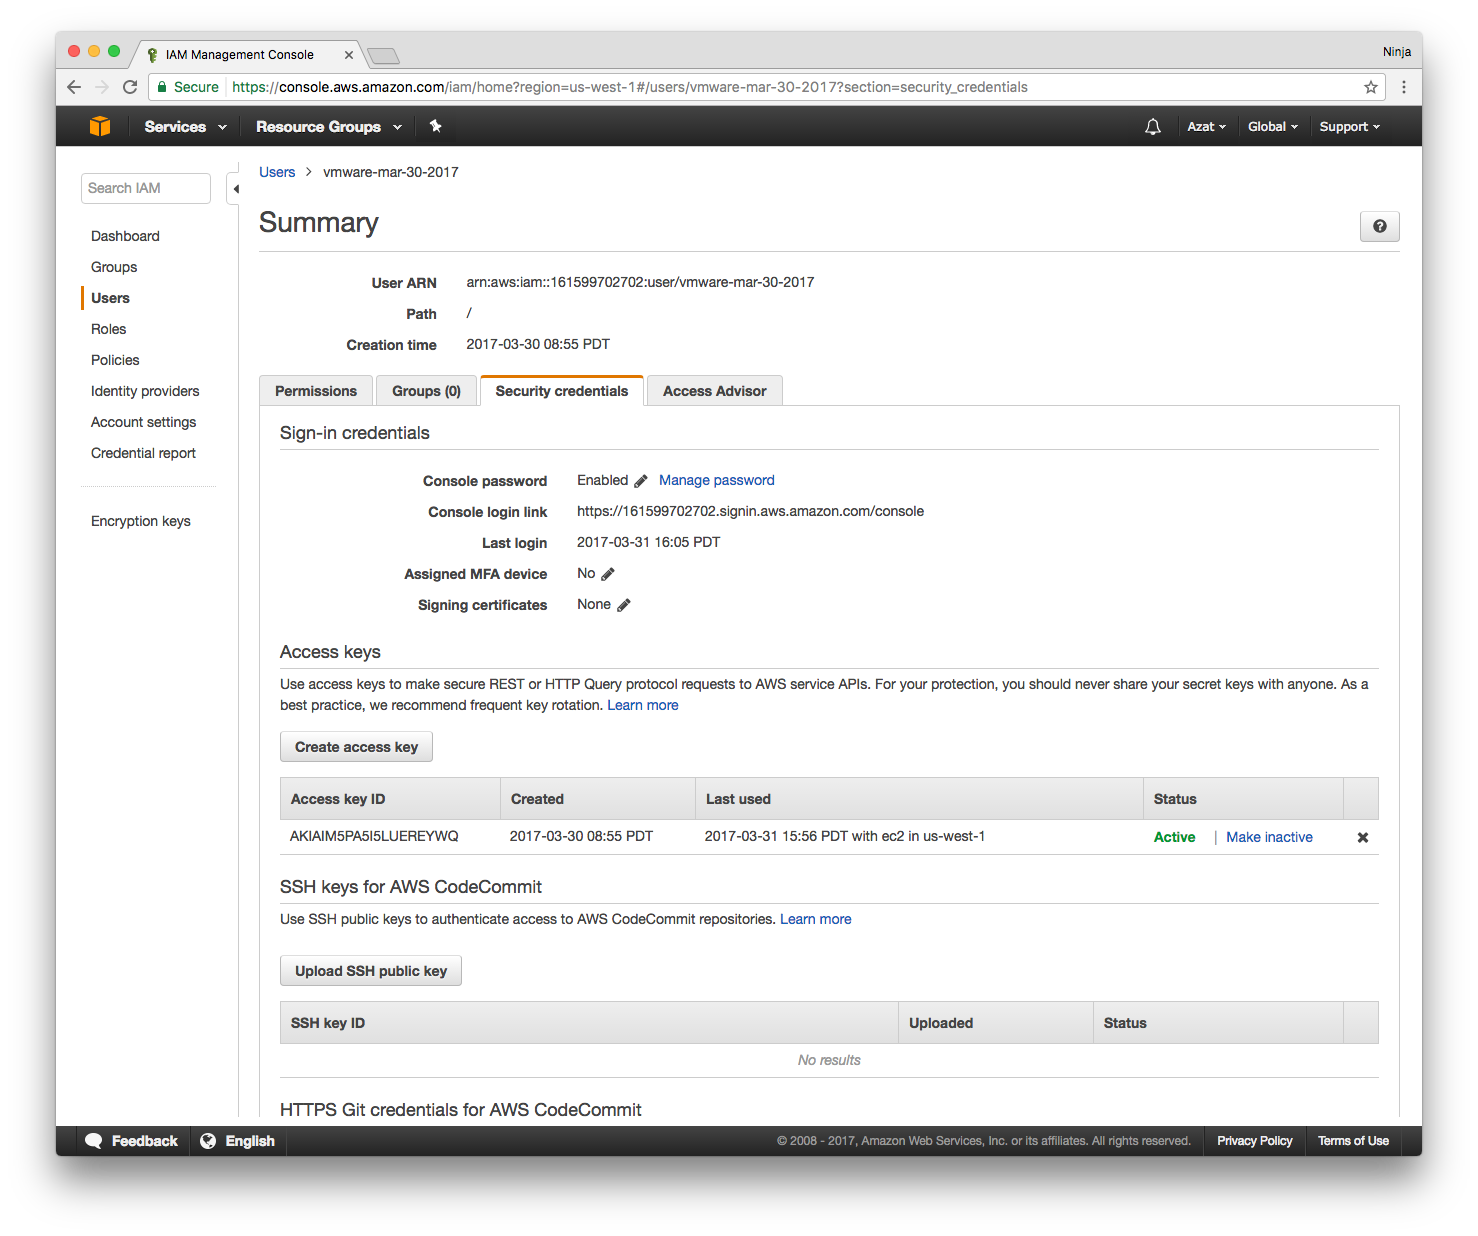 IAM Management Console
Ninja
Secure https://console.aws.amazon.com/iam/home?region=us-west-1#/users/vmware-mar-30-2017?section=security_credentials
Services Resource Groups Azat Global Support
Search IAM
Dashboard
Groups
Users
Roles
Policies
Identity providers
Account settings
Credential report
Encryption keys
Users > vmware-mar-30-2017
Summary
User ARN arn:aws:iam::161599702702:user/vmware-mar-30-2017
Path /
Creation time 2017-03-30 08:55 PDT
Permissions Groups (0) Security credentials Access Advisor
Sign-in credentials
Console password Enabled Manage password
Console login link https://161599702702.signin.aws.amazon.com/console
Last login 2017-03-31 16:05 PDT
Assigned MFA device No
Signing certificates None
Access keys
Use access keys to make secure REST or HTTP Query protocol requests to AWS service APIs. For your protection, you should never share your secret keys with anyone. As a
best practice, we recommend frequent key rotation. Learn more
Create access key
Access key ID Created Last used Status
AKIAIM5PA5I5LUEREYWQ 2017-03-30 08:55 PDT 2017-03-31 15:56 PDT with ec2 in us-west-1 Active | Make inactive
SSH keys for AWS CodeCommit
Use SSH public keys to authenticate access to AWS CodeCommit repositories. Learn more
Upload SSH public key
SSH key ID Uploaded Status
No results
HTTPS Git credentials for AWS CodeCommit
Feedback English © 2008 - 2017, Amazon Web Services, Inc. or its affiliates. All rights reserved. Privacy Policy Terms of Use